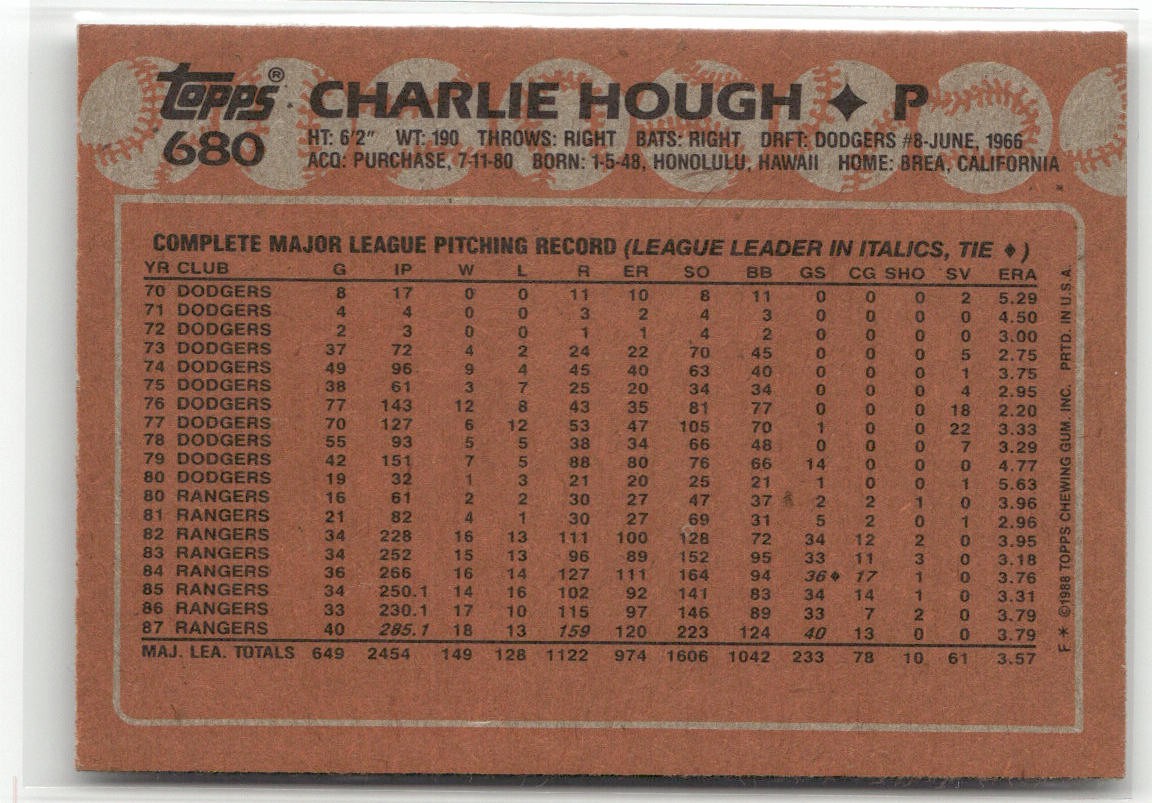 topps® CHARLIE HOUGH ✦ P
680 HT: 6'2" WT: 190 THROWS: RIGHT BATS: RIGHT DRFT: DODGERS #8-JUNE, 1966
ACQ: PURCHASE, 7-11-80 BORN: 1-5-48, HONOLULU, HAWAII HOME: BREA, CALIFORNIA
COMPLETE MAJOR LEAGUE PITCHING RECORD (LEAGUE LEADER IN ITALICS, TIE ♦)
YR CLUB G IP W L R ER SO BB GS CG SHO SV ERA
70 DODGERS 8 17 0 0 11 10 8 11 0 0 0 2 5.29
71 DODGERS 4 4 0 0 3 2 4 3 0 0 0 0 4.50
72 DODGERS 2 3 0 0 1 1 4 2 0 0 0 0 3.00
73 DODGERS 37 72 4 2 24 22 70 45 0 0 0 5 2.75
74 DODGERS 49 96 9 4 45 40 63 40 0 0 0 1 3.75
75 DODGERS 38 61 3 7 25 20 34 34 0 0 0 4 2.95
76 DODGERS 77 143 12 8 43 35 81 77 0 0 0 18 2.20
77 DODGERS 70 127 6 12 53 47 105 70 1 0 0 22 3.33
78 DODGERS 55 93 5 5 38 34 66 48 0 0 0 7 3.29
79 DODGERS 42 151 7 5 88 80 76 66 14 0 0 0 4.77
80 DODGERS 19 32 1 3 21 20 25 21 1 0 0 1 5.63
80 RANGERS 16 61 2 2 30 27 47 37 2 2 1 0 3.96
81 RANGERS 21 82 4 1 30 27 69 31 5 2 0 1 2.96
82 RANGERS 34 228 16 13 111 100 128 72 34 12 2 0 3.95
83 RANGERS 34 252 15 13 96 89 152 95 33 11 3 0 3.18
84 RANGERS 36 266 16 14 127 111 164 94 36♦ 17 1 0 3.76
85 RANGERS 34 250.1 14 16 102 92 141 83 34 14 1 0 3.31
86 RANGERS 33 230.1 17 10 115 97 146 89 33 7 2 0 3.79
87 RANGERS 40 285.1 18 13 159 120 223 124 40 13 0 0 3.79
MAJ. LEA. TOTALS 649 2454 149 128 1122 974 1606 1042 233 78 10 61 3.57
F * ©1988 TOPPS CHEWING GUM, INC. PRTD. IN U.S.A.